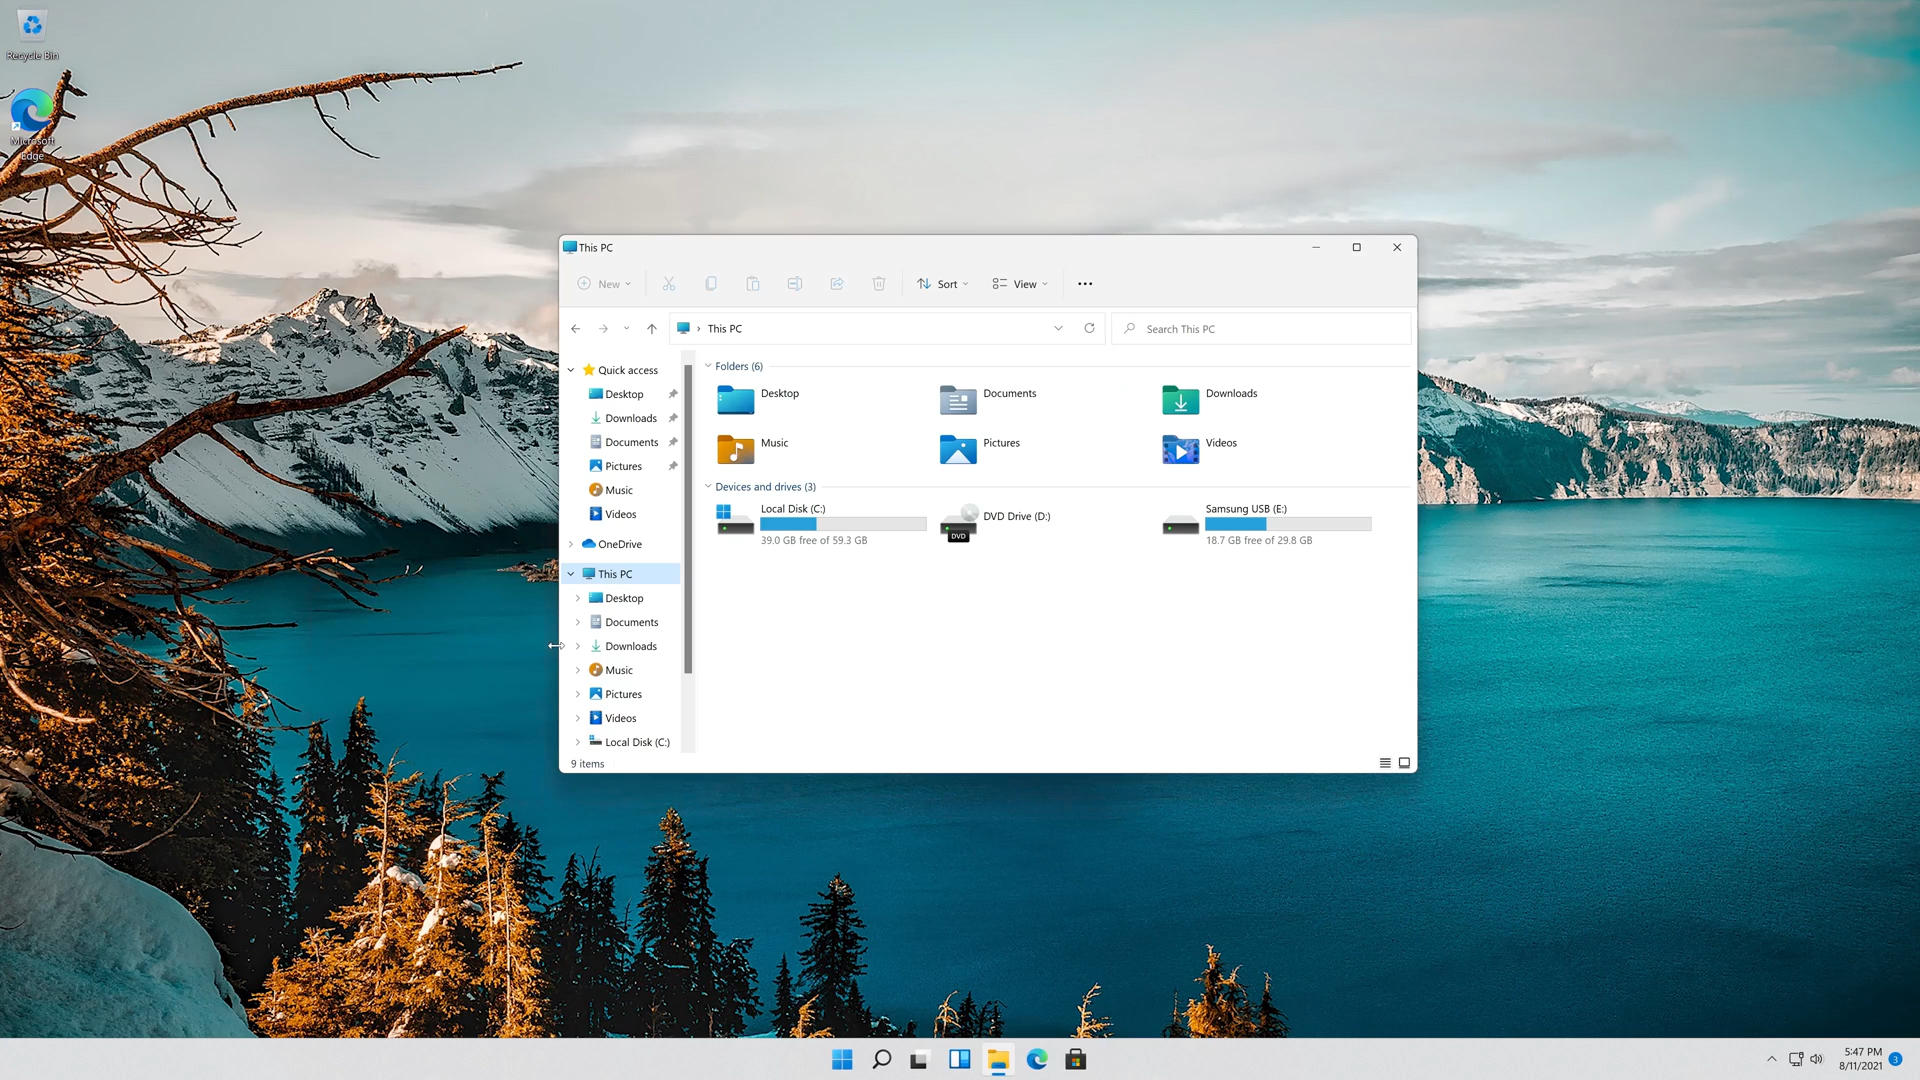 Recycle Bin
Microsoft
Edge
This PC
New
Sort
View
This PC
Search This PC
Quick access
Desktop
Downloads
Documents
Pictures
Music
Videos
OneDrive
This PC
Desktop
Documents
Downloads
Music
Pictures
Videos
Local Disk (C:)
Folders (6)
Desktop
Documents
Downloads
Music
Pictures
Videos
Devices and drives (3)
Local Disk (C:)
39.0 GB free of 59.3 GB
DVD
DVD Drive (D:)
Samsung USB (E:)
18.7 GB free of 29.8 GB
9 items
5:47 PM
8/11/2021
3